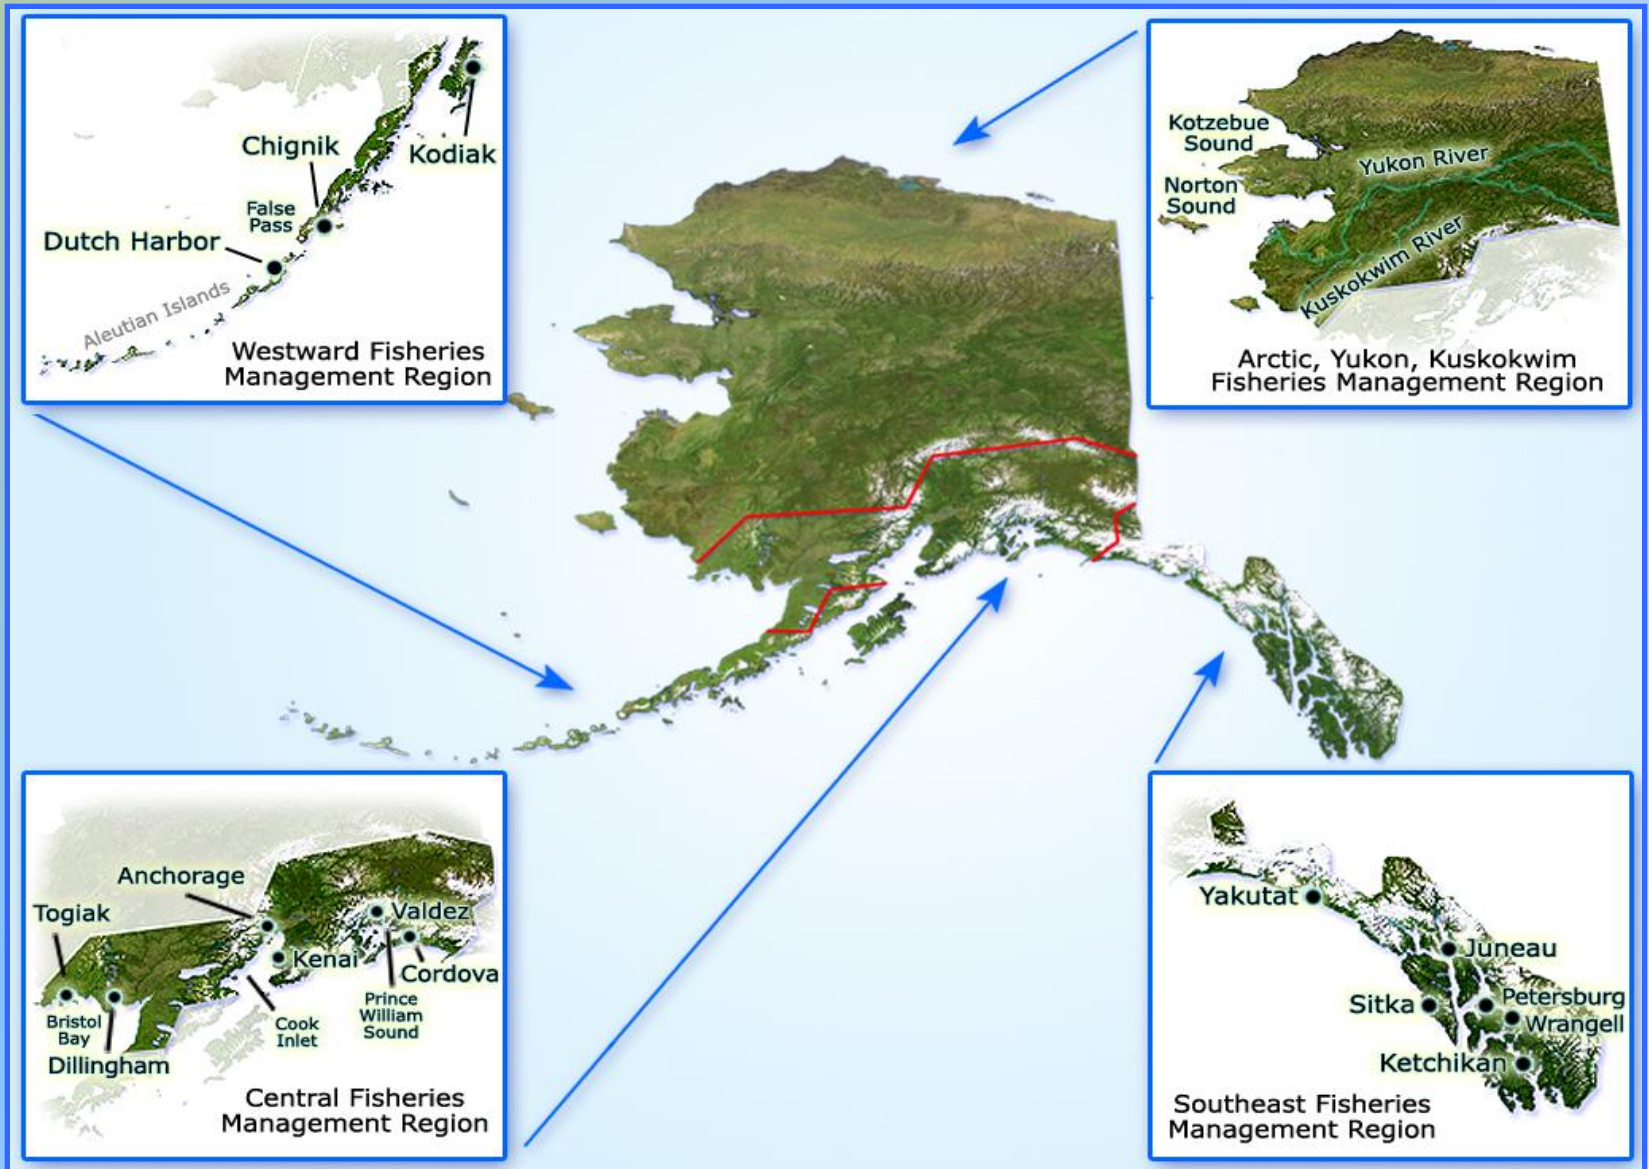 Chignik
Kodiak
False
Pass
Dutch Harbor
Aleutian Islands
Westward Fisheries
Management Region
Kotzebue
Sound
Yukon River
Norton
Sound
Kuskokwim River
Arctic, Yukon, Kuskokwim
Fisheries Management Region
Anchorage
Togiak
Valdez
Kenai
Cordova
Prince
William
Sound
Bristol
Bay
Cook
Inlet
Dillingham
Central Fisheries
Management Region
Yakutat
Juneau
Sitka
Petersburg
Wrangell
Ketchikan
Southeast Fisheries
Management Region